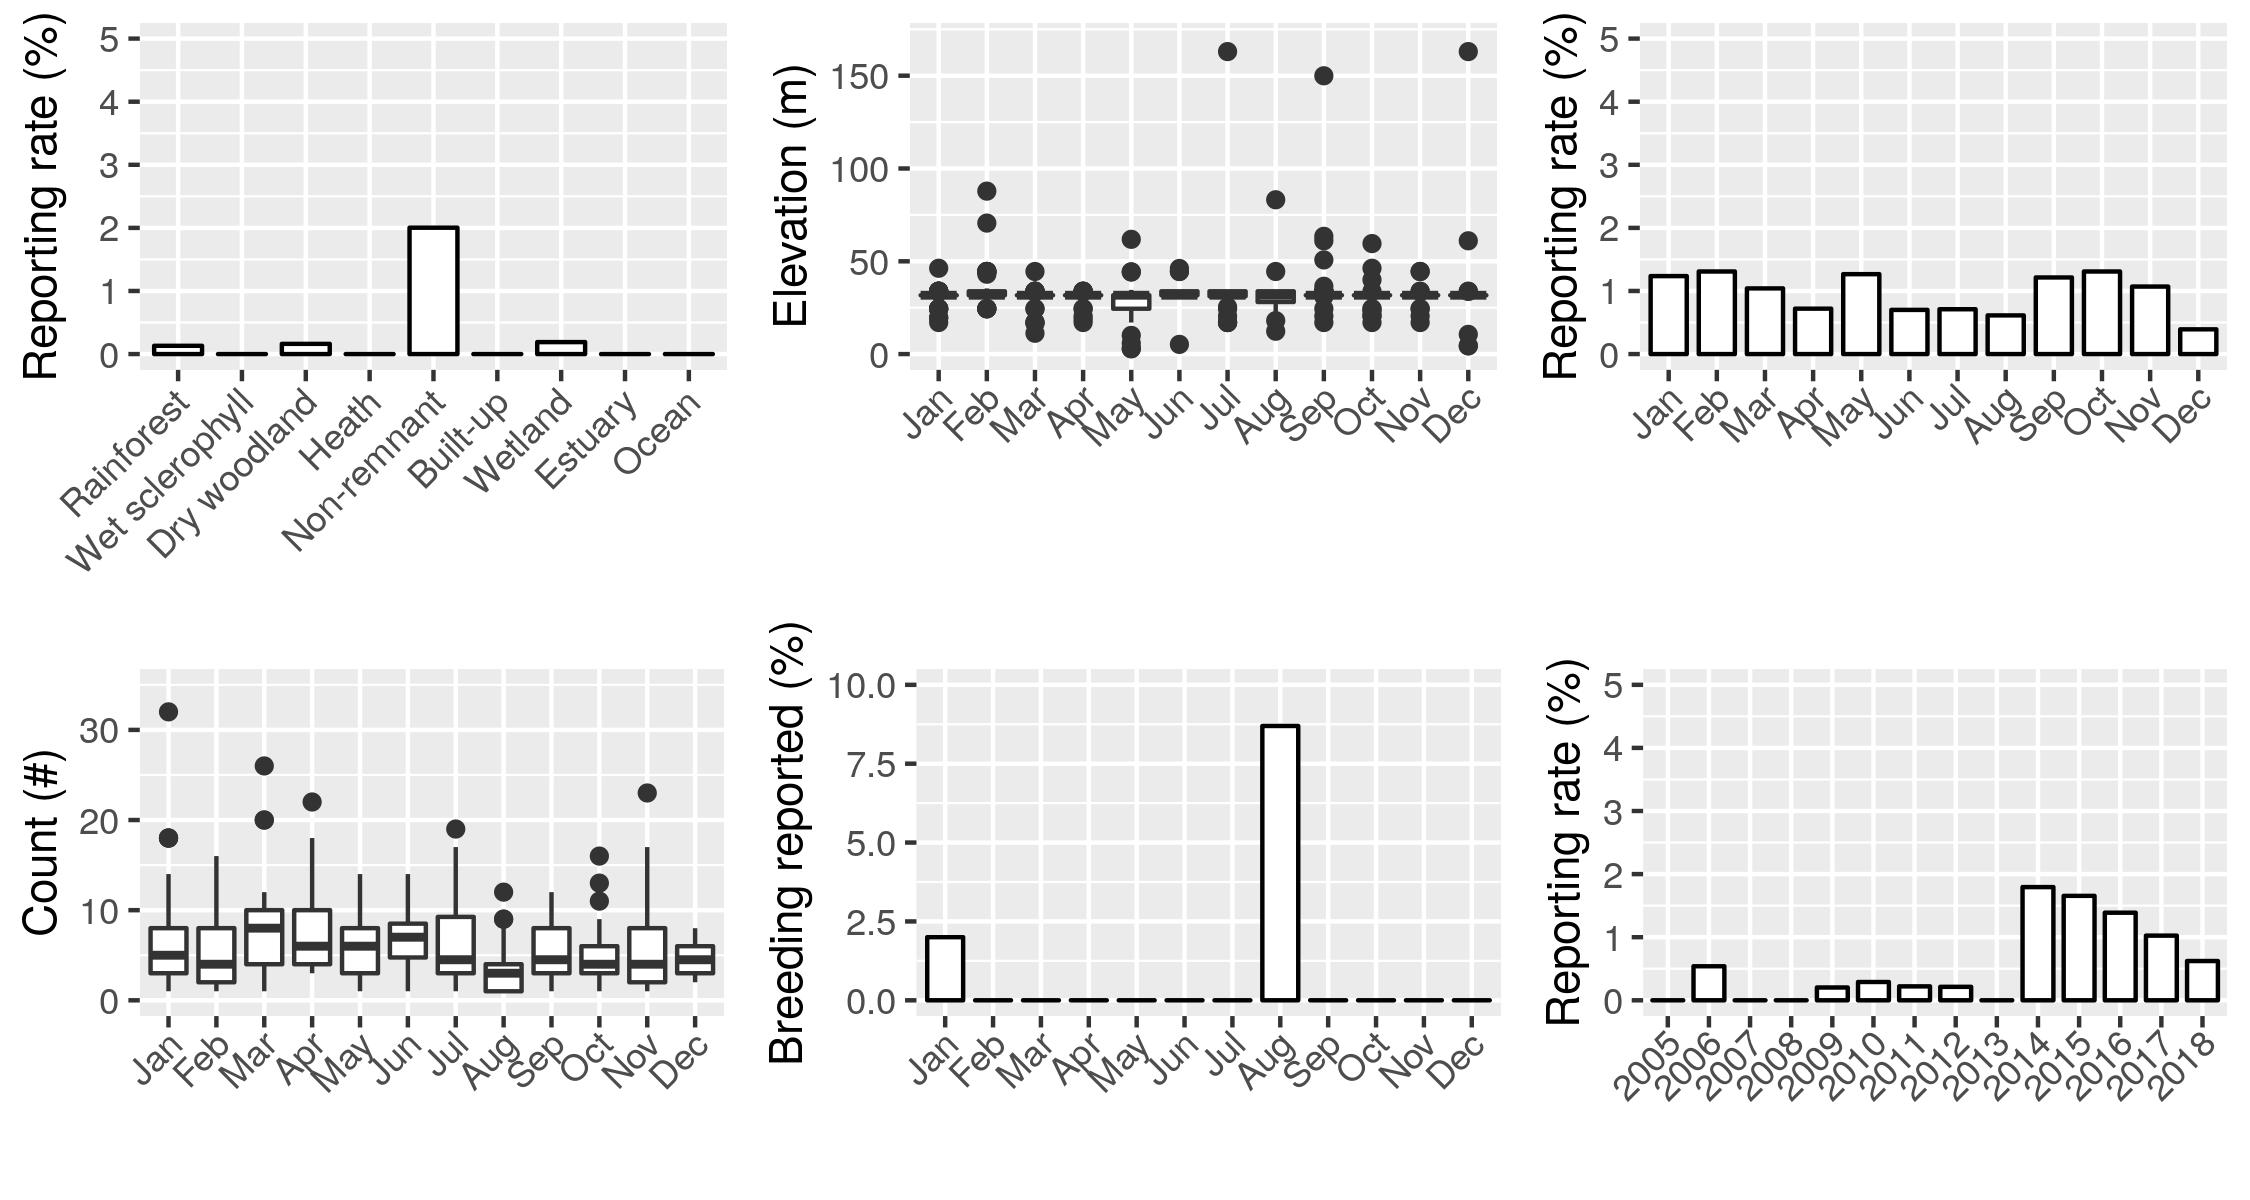 Reporting rate (%)
5
4
3
2
1
0
Rainforest
Wet sclerophyll
Dry woodland
Heath
Non-remnant
Built-up
Wetland
Estuary
Ocean
Elevation (m)
150
100
50
0
Jan
Feb
Mar
Apr
May
Jun
Jul
Aug
Sep
Oct
Nov
Dec
Reporting rate (%)
5
4
3
2
1
0
Jan
Feb
Mar
Apr
May
Jun
Jul
Aug
Sep
Oct
Nov
Dec
Count (#)
30
20
10
0
Jan
Feb
Mar
Apr
May
Jun
Jul
Aug
Sep
Oct
Nov
Dec
Breeding reported (%)
10.0
7.5
5.0
2.5
0.0
Jan
Feb
Mar
Apr
May
Jun
Jul
Aug
Sep
Oct
Nov
Dec
Reporting rate (%)
5
4
3
2
1
0
2005
2006
2007
2008
2009
2010
2011
2012
2013
2014
2015
2016
2017
2018